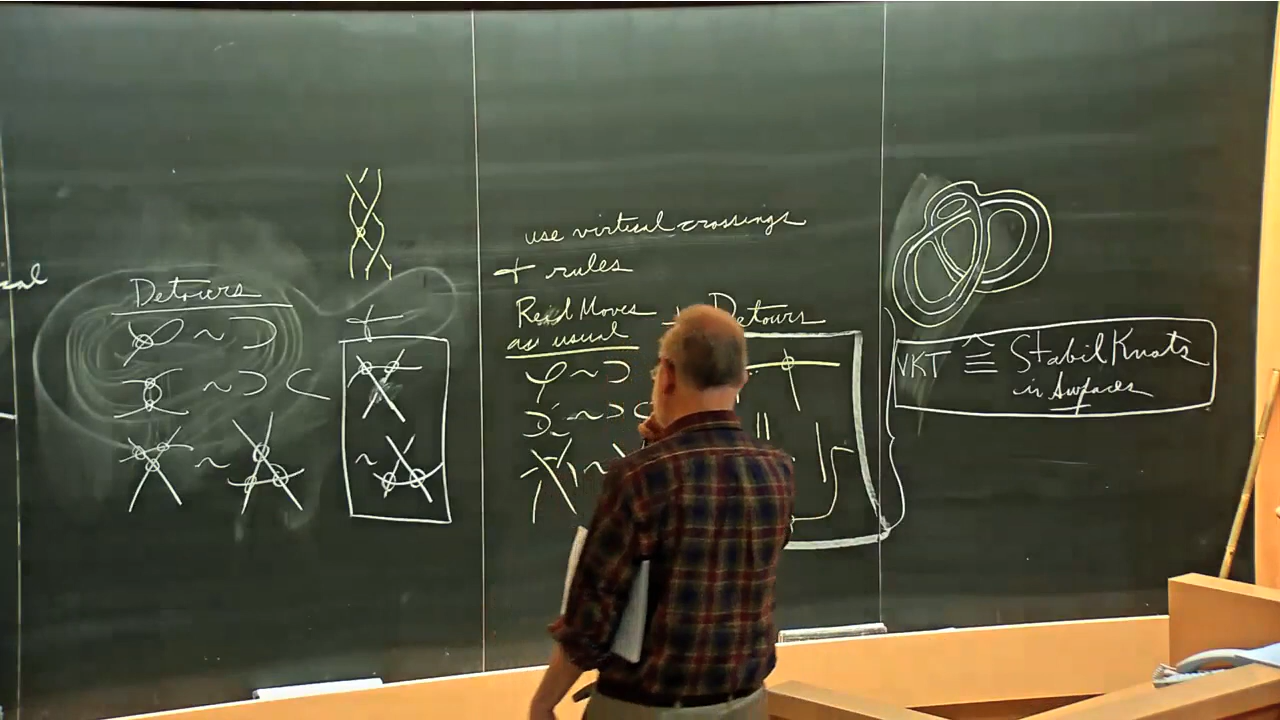 Detours
~
~
~
+
~
use virtual crossings
+ rules
Reid Moves + Detours
as usual
~
~
~
VKT ≡ Stabil Knots
in Surfaces